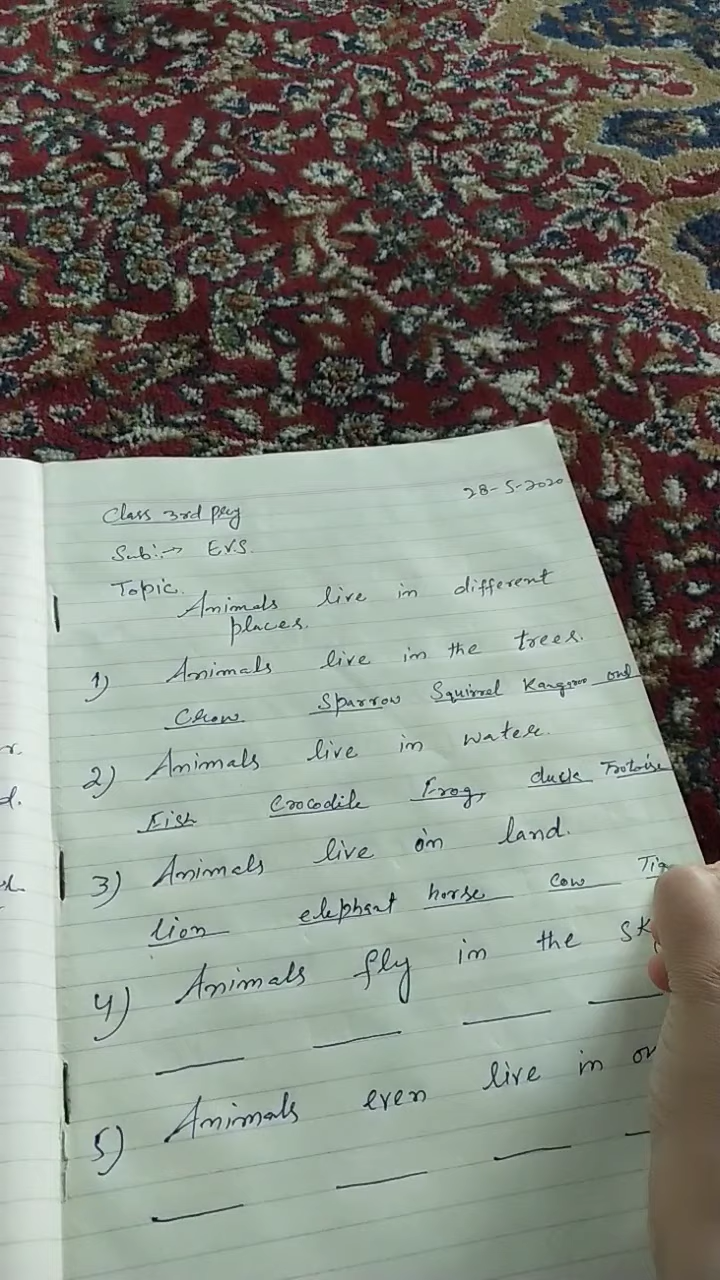 28-5-2020
Class 3rd
Sub:→ E.V.S.
Topic.
Animals live in different
places.
1) Animals live in the trees.
Crow Sparrow Squirrel Kangaroo and
2) Animals live in water.
Fish Crocodile Frog, duck
3) Animals live on land.
lion elephant horse cow Tig
4) Animals fly in the sk
5) Animals even live in
r.
d.